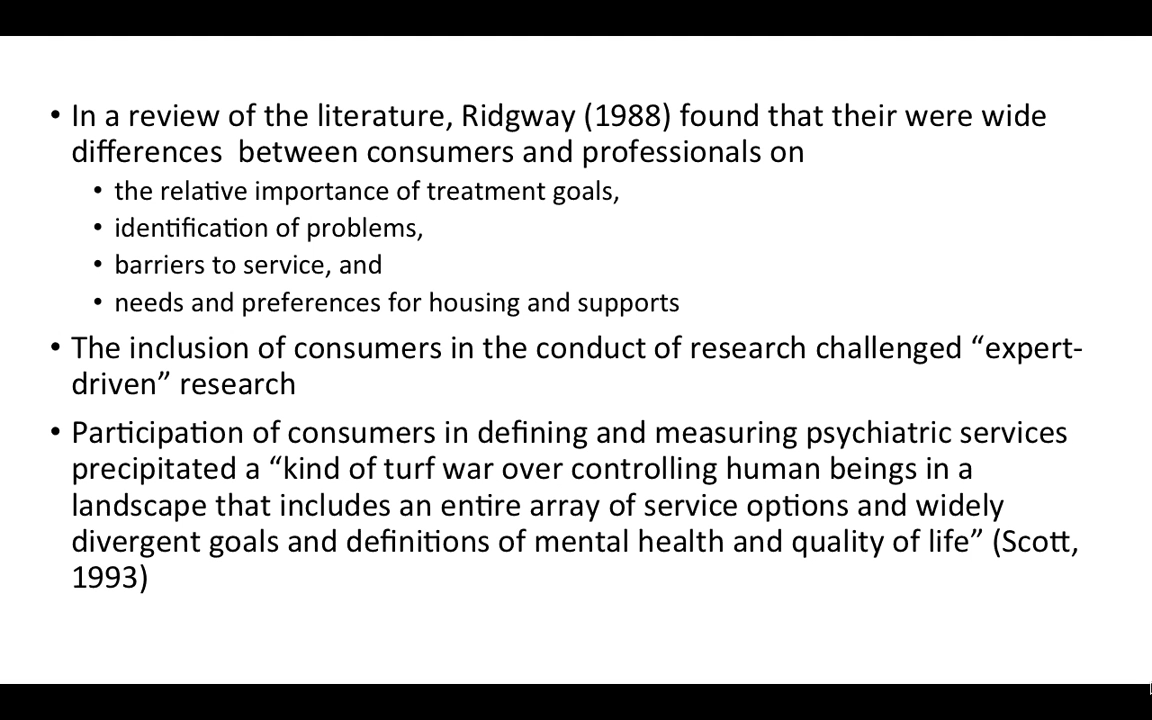 • In a review of the literature, Ridgway (1988) found that their were wide
differences  between consumers and professionals on
• the relative importance of treatment goals,
• identification of problems,
• barriers to service, and
• needs and preferences for housing and supports
• The inclusion of consumers in the conduct of research challenged “expert-
driven” research
• Participation of consumers in defining and measuring psychiatric services
precipitated a “kind of turf war over controlling human beings in a
landscape that includes an entire array of service options and widely
divergent goals and definitions of mental health and quality of life” (Scott,
1993)